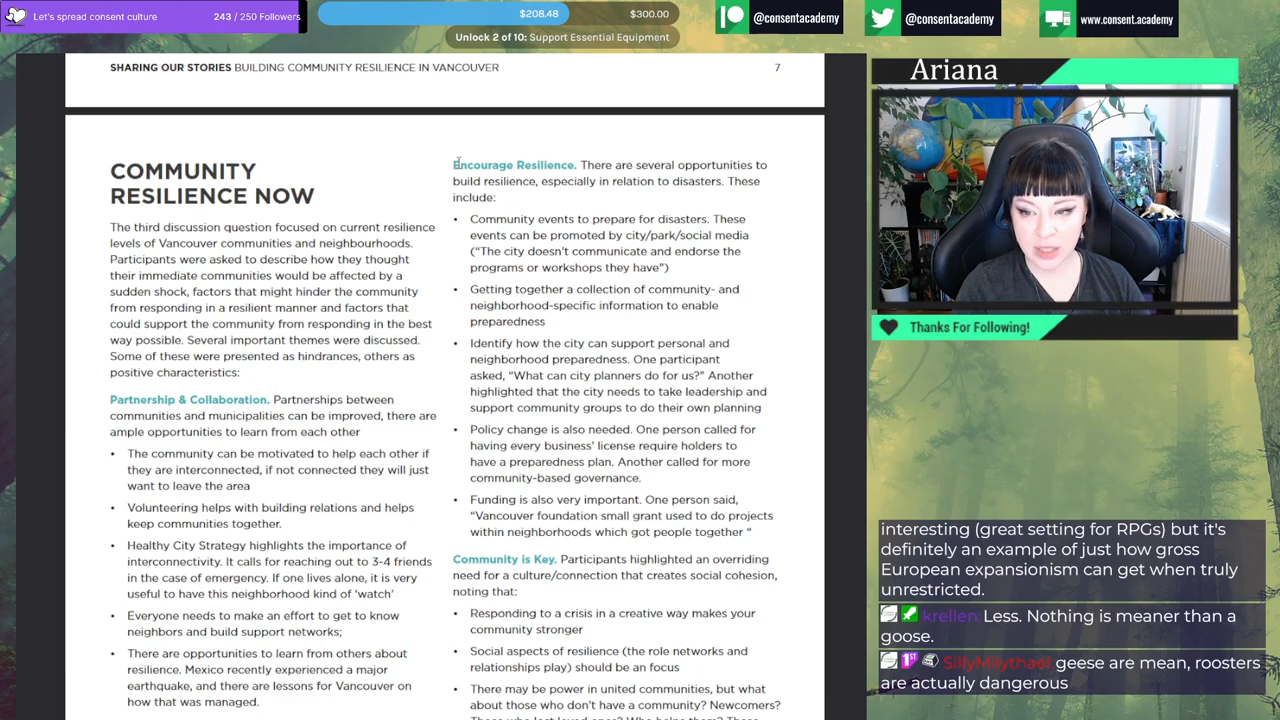 Let's spread consent culture
243 / 250 Followers
$208.48
$300.00
Unlock 2 of 10: Support Essential Equipment
@consentacademy
@consentacademy
www.consent.academy
SHARING OUR STORIES BUILDING COMMUNITY RESILIENCE IN VANCOUVER
7
COMMUNITY
RESILIENCE NOW
The third discussion question focused on current resilience
levels of Vancouver communities and neighbourhoods.
Participants were asked to describe how they thought
their immediate communities would be affected by a
sudden shock, factors that might hinder the community
from responding in a resilient manner and factors that
could support the community from responding in the best
way possible. Several important themes were discussed.
Some of these were presented as hindrances, others as
positive characteristics:
Partnership & Collaboration. Partnerships between
communities and municipalities can be improved, there are
ample opportunities to learn from each other
• The community can be motivated to help each other if
they are interconnected, if not connected they will just
want to leave the area
• Volunteering helps with building relations and helps
keep communities together.
• Healthy City Strategy highlights the importance of
interconnectivity. It calls for reaching out to 3-4 friends
in the case of emergency. If one lives alone, it is very
useful to have this neighborhood kind of 'watch'
• Everyone needs to make an effort to get to know
neighbors and build support networks;
• There are opportunities to learn from others about
resilience. Mexico recently experienced a major
earthquake, and there are lessons for Vancouver on
how that was managed.
Encourage Resilience. There are several opportunities to
build resilience, especially in relation to disasters. These
include:
• Community events to prepare for disasters. These
events can be promoted by city/park/social media
("The city doesn't communicate and endorse the
programs or workshops they have")
• Getting together a collection of community- and
neighborhood-specific information to enable
preparedness
• Identify how the city can support personal and
neighborhood preparedness. One participant
asked, "What can city planners do for us?" Another
highlighted that the city needs to take leadership and
support community groups to do their own planning
• Policy change is also needed. One person called for
having every business' license require holders to
have a preparedness plan. Another called for more
community-based governance.
• Funding is also very important. One person said,
"Vancouver foundation small grant used to do projects
within neighborhoods which got people together "
Community is Key. Participants highlighted an overriding
need for a culture/connection that creates social cohesion,
noting that:
• Responding to a crisis in a creative way makes your
community stronger
• Social aspects of resilience (the role networks and
relationships play) should be an focus
• There may be power in united communities, but what
about those who don't have a community? Newcomers?
Those who lost loved ones? Who helps them? These
Ariana
Thanks For Following!
interesting (great setting for RPGs) but it's
definitely an example of just how gross
European expansionism can get when truly
unrestricted.
krellen: Less. Nothing is meaner than a
goose.
SillyMilythael: geese are mean, roosters
are actually dangerous